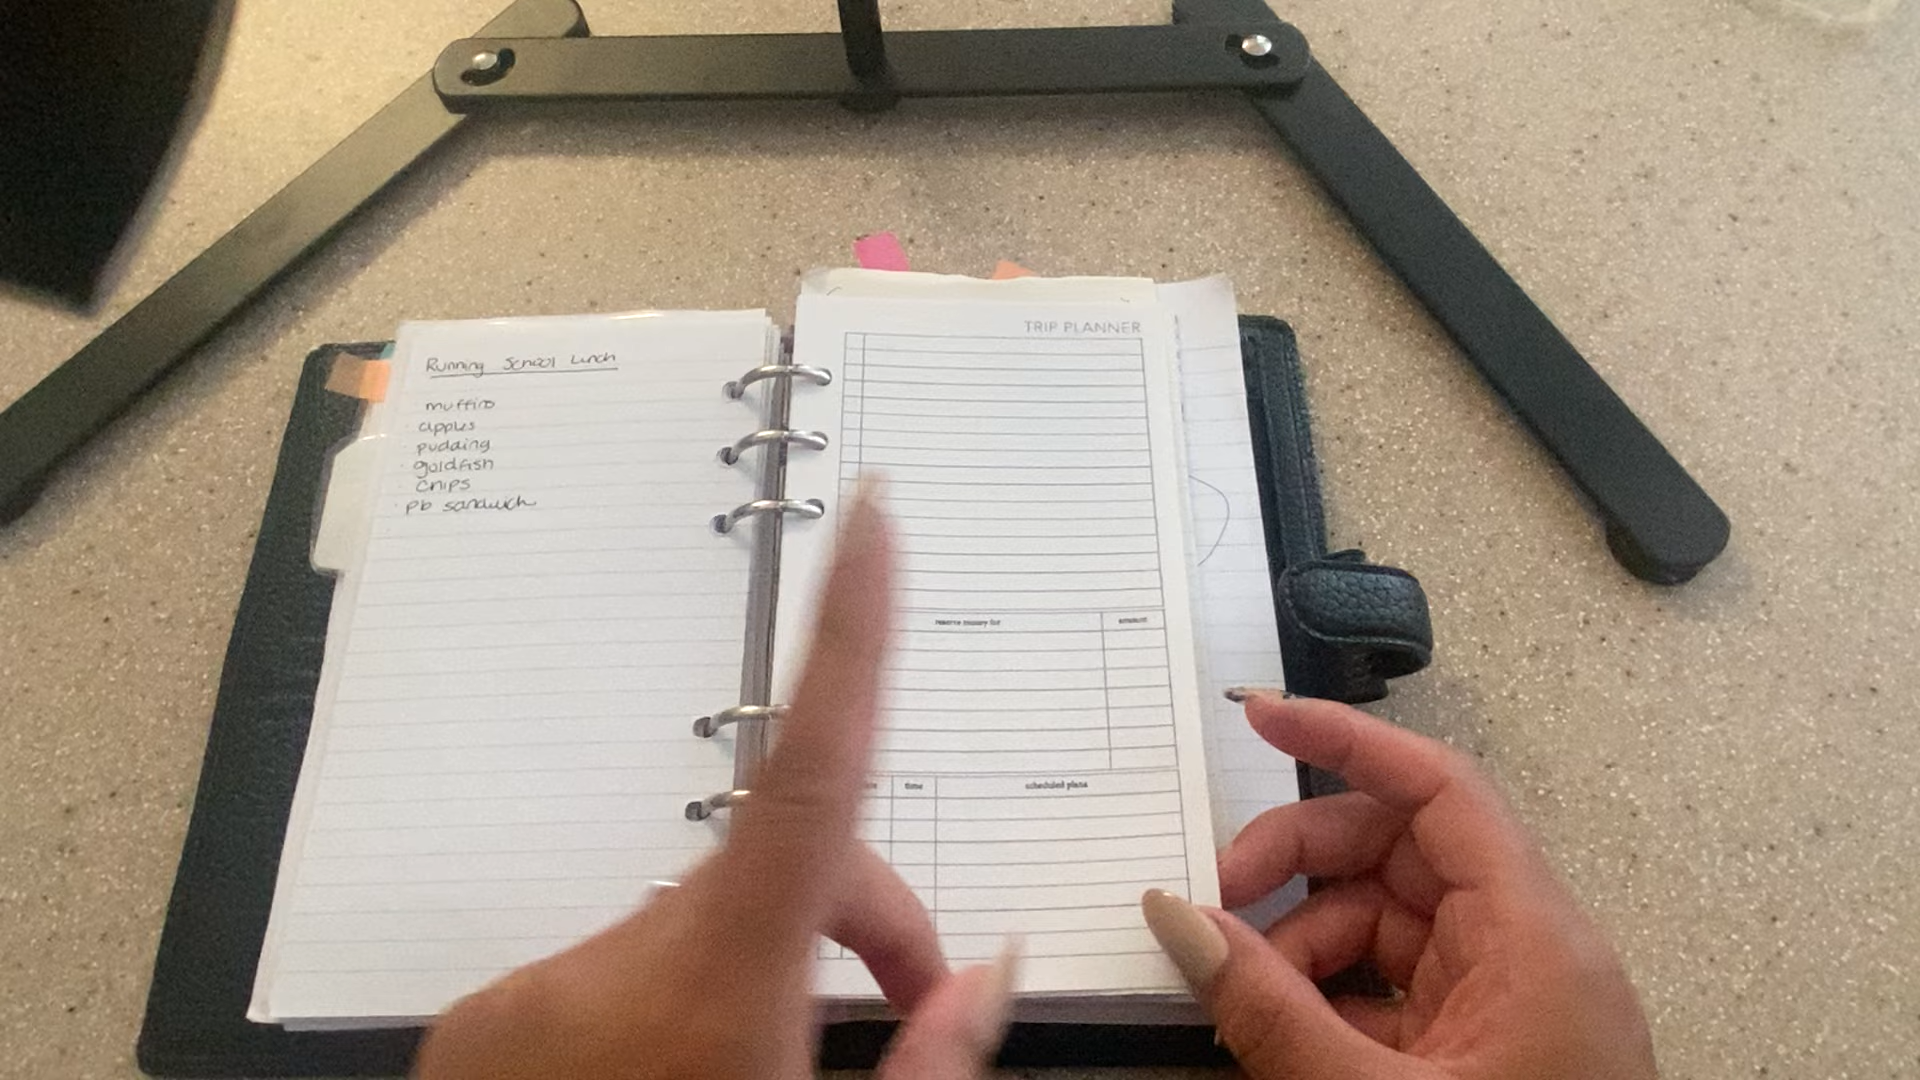 Running School Lunch
muffins
· apples
· pudding
· goldfish
· chips
· pb sandwich
TRIP PLANNER
reserve money for amount
time scheduled plans